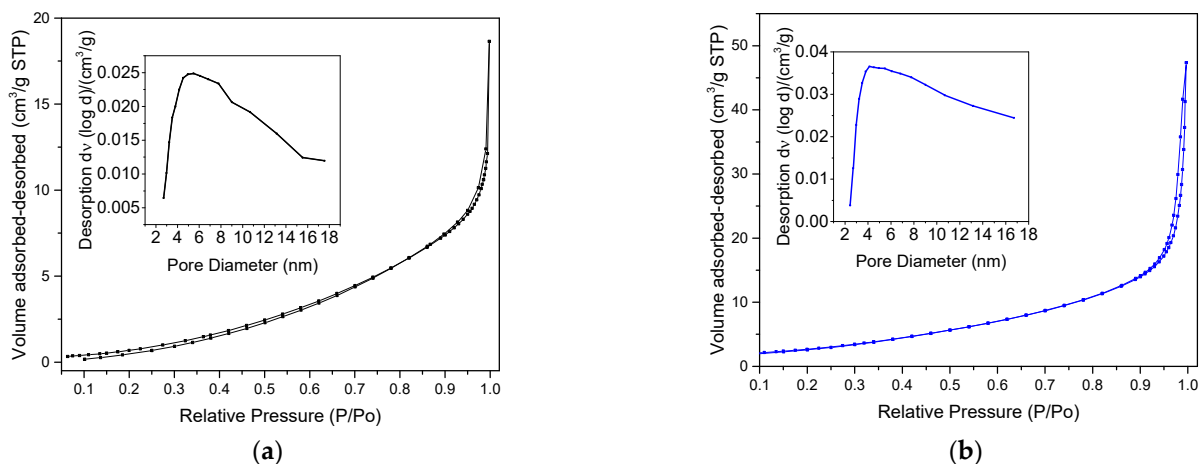 20
15
10
5
0
Volume adsorbed-desorbed (cm³/g STP)
0.025
0.020
0.015
0.010
0.005
Desorption dv (log d)/(cm³/g)
2 4 6 8 10 12 14 16 18
Pore Diameter (nm)
0.1 0.2 0.3 0.4 0.5 0.6 0.7 0.8 0.9 1.0
Relative Pressure (P/Po)
(a)
50
40
30
20
10
0
Volume adsorbed-desorbed (cm³/g STP)
0.04
0.03
0.02
0.01
0.00
Desorption dv (log d)/(cm³/g)
2 4 6 8 10 12 14 16 18
Pore Diameter (nm)
0.1 0.2 0.3 0.4 0.5 0.6 0.7 0.8 0.9 1.0
Relative Pressure (P/Po)
(b)